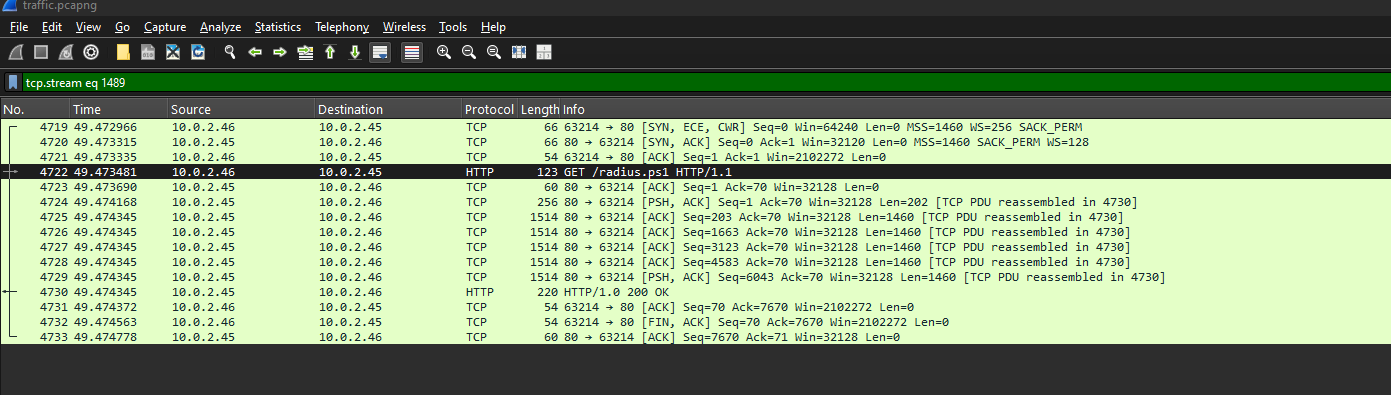 traffic.pcapng
File Edit View Go Capture Analyze Statistics Telephony Wireless Tools Help
tcp.stream eq 1489
No. Time Source Destination Protocol Length Info
4719 49.472966 10.0.2.46 10.0.2.45 TCP 66 63214 → 80 [SYN, ECE, CWR] Seq=0 Win=64240 Len=0 MSS=1460 WS=256 SACK_PERM
4720 49.473315 10.0.2.45 10.0.2.46 TCP 66 80 → 63214 [SYN, ACK] Seq=0 Ack=1 Win=32120 Len=0 MSS=1460 SACK_PERM WS=128
4721 49.473335 10.0.2.46 10.0.2.45 TCP 54 63214 → 80 [ACK] Seq=1 Ack=1 Win=2102272 Len=0
4722 49.473481 10.0.2.46 10.0.2.45 HTTP 123 GET /radius.ps1 HTTP/1.1
4723 49.473690 10.0.2.45 10.0.2.46 TCP 60 80 → 63214 [ACK] Seq=1 Ack=70 Win=32128 Len=0
4724 49.474168 10.0.2.45 10.0.2.46 TCP 256 80 → 63214 [PSH, ACK] Seq=1 Ack=70 Win=32128 Len=202 [TCP PDU reassembled in 4730]
4725 49.474345 10.0.2.45 10.0.2.46 TCP 1514 80 → 63214 [ACK] Seq=203 Ack=70 Win=32128 Len=1460 [TCP PDU reassembled in 4730]
4726 49.474345 10.0.2.45 10.0.2.46 TCP 1514 80 → 63214 [ACK] Seq=1663 Ack=70 Win=32128 Len=1460 [TCP PDU reassembled in 4730]
4727 49.474345 10.0.2.45 10.0.2.46 TCP 1514 80 → 63214 [ACK] Seq=3123 Ack=70 Win=32128 Len=1460 [TCP PDU reassembled in 4730]
4728 49.474345 10.0.2.45 10.0.2.46 TCP 1514 80 → 63214 [ACK] Seq=4583 Ack=70 Win=32128 Len=1460 [TCP PDU reassembled in 4730]
4729 49.474345 10.0.2.45 10.0.2.46 TCP 1514 80 → 63214 [PSH, ACK] Seq=6043 Ack=70 Win=32128 Len=1460 [TCP PDU reassembled in 4730]
4730 49.474345 10.0.2.45 10.0.2.46 HTTP 220 HTTP/1.0 200 OK
4731 49.474372 10.0.2.46 10.0.2.45 TCP 54 63214 → 80 [ACK] Seq=70 Ack=7670 Win=2102272 Len=0
4732 49.474563 10.0.2.46 10.0.2.45 TCP 54 63214 → 80 [FIN, ACK] Seq=70 Ack=7670 Win=2102272 Len=0
4733 49.474778 10.0.2.45 10.0.2.46 TCP 60 80 → 63214 [ACK] Seq=7670 Ack=71 Win=32128 Len=0